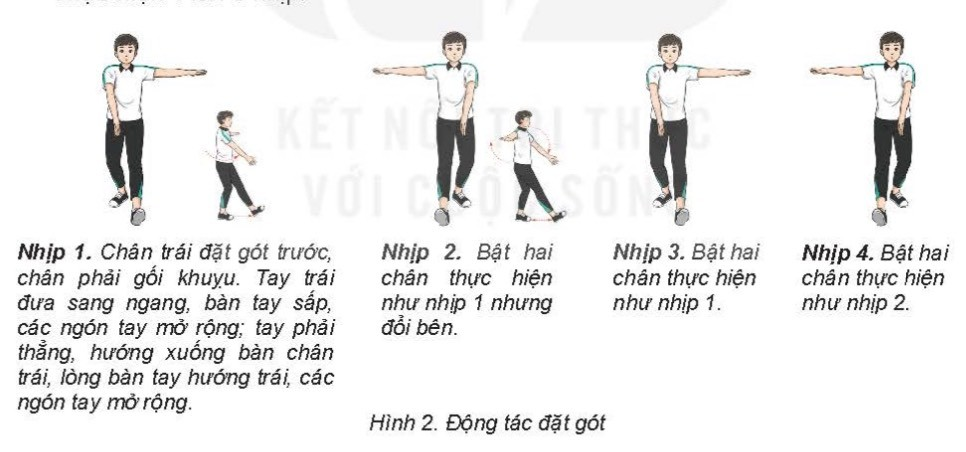 KẾT NỐI TRI THỨC
VỚI CUỘC SỐNG
Nhịp 1. Chân trái đặt gót trước,
chân phải gối khuỵu. Tay trái
đưa sang ngang, bàn tay sấp,
các ngón tay mở rộng; tay phải
thẳng, hướng xuống bàn chân
trái, lòng bàn tay hướng trái, các
ngón tay mở rộng.
Nhịp 2. Bật hai
chân thực hiện
như nhịp 1 nhưng
đổi bên.
Nhịp 3. Bật hai
chân thực hiện
như nhịp 1.
Nhịp 4. Bật hai
chân thực hiện
như nhịp 2.
Hình 2. Động tác đặt gót